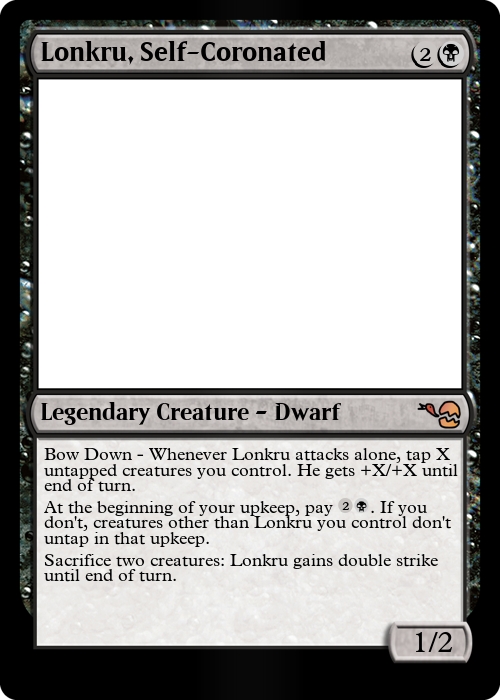 Lonkru, Self-Coronated
2
Legendary Creature - Dwarf
Bow Down - Whenever Lonkru attacks alone, tap X
untapped creatures you control. He gets +X/+X until
end of turn.
At the beginning of your upkeep, pay 2 . If you
don't, creatures other than Lonkru you control don't
untap in that upkeep.
Sacrifice two creatures: Lonkru gains double strike
until end of turn.
1/2